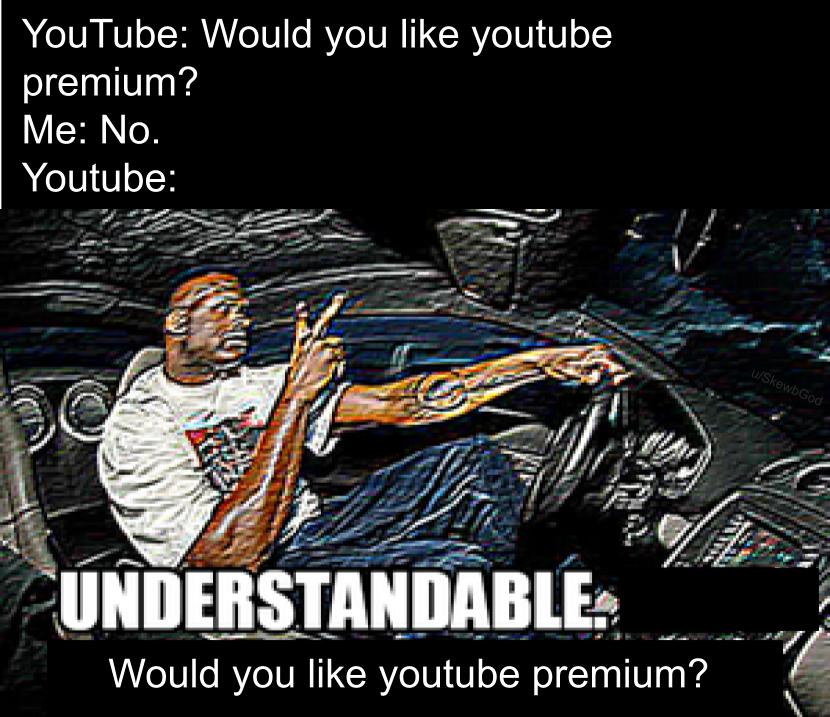 YouTube: Would you like youtube
premium?
Me: No.
Youtube:
u/SkewbGod
UNDERSTANDABLE.
Would you like youtube premium?